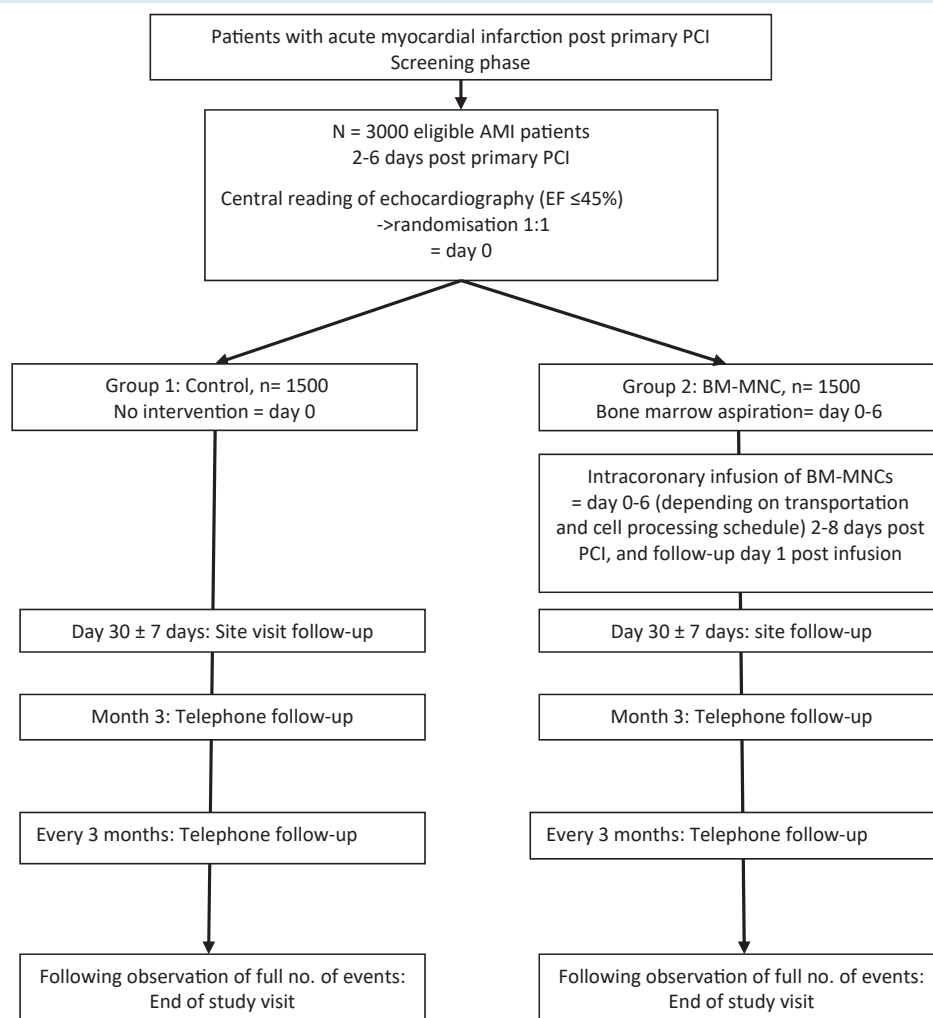 Patients with acute myocardial infarction post primary PCI
Screening phase
N = 3000 eligible AMI patients
2-6 days post primary PCI
Central reading of echocardiography (EF ≤45%)
->randomisation 1:1
= day 0
Group 1: Control, n= 1500
No intervention = day 0
Group 2: BM-MNC, n= 1500
Bone marrow aspiration= day 0-6
Intracoronary infusion of BM-MNCs
= day 0-6 (depending on transportation
and cell processing schedule) 2-8 days post
PCI, and follow-up day 1 post infusion
Day 30 ± 7 days: Site visit follow-up
Day 30 ± 7 days: site follow-up
Month 3: Telephone follow-up
Month 3: Telephone follow-up
Every 3 months: Telephone follow-up
Every 3 months: Telephone follow-up
Following observation of full no. of events:
End of study visit
Following observation of full no. of events:
End of study visit